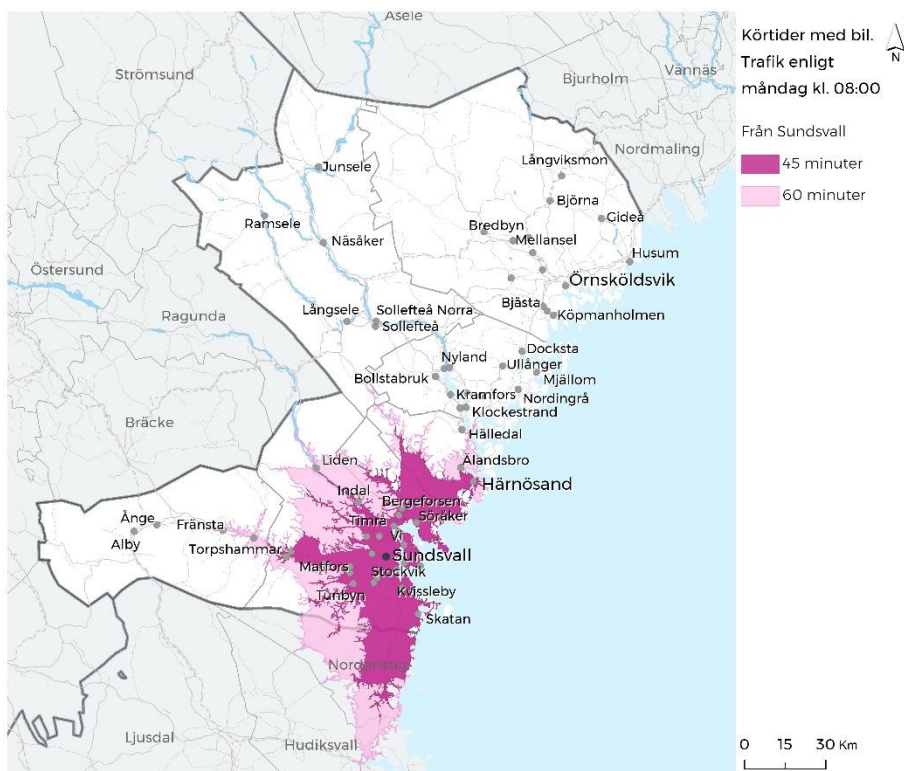 Åsele
Körtider med bil.
Trafik enligt
måndag kl. 08:00
N
Strömsund
Bjurholm
Vännäs
Från Sundsvall
45 minuter
60 minuter
Nordmaling
Långviksmon
Junsele
Björna
Gideå
Ramsele
Bredbyn
Mellansel
Näsåker
Husum
Östersund
Örnsköldsvik
Bjästa
Köpmanholmen
Ragunda
Långsele
Sollefteå Norra
Sollefteå
Docksta
Nyland
Ullånger
Mjällom
Bollstabruk
Nordingrå
Kramfors
Klockestrand
Bräcke
Hälledal
Liden
Älandsbro
Härnösand
Indal
Bergeforsen
Söråker
Timrå
Ånge
Fränsta
Alby
Vi
Torpshammar
Sundsvall
Matfors
Stockvik
Tunbyn
Kvissleby
Skatan
Nordanstig
Ljusdal
Hudiksvall
0 15 30 Km